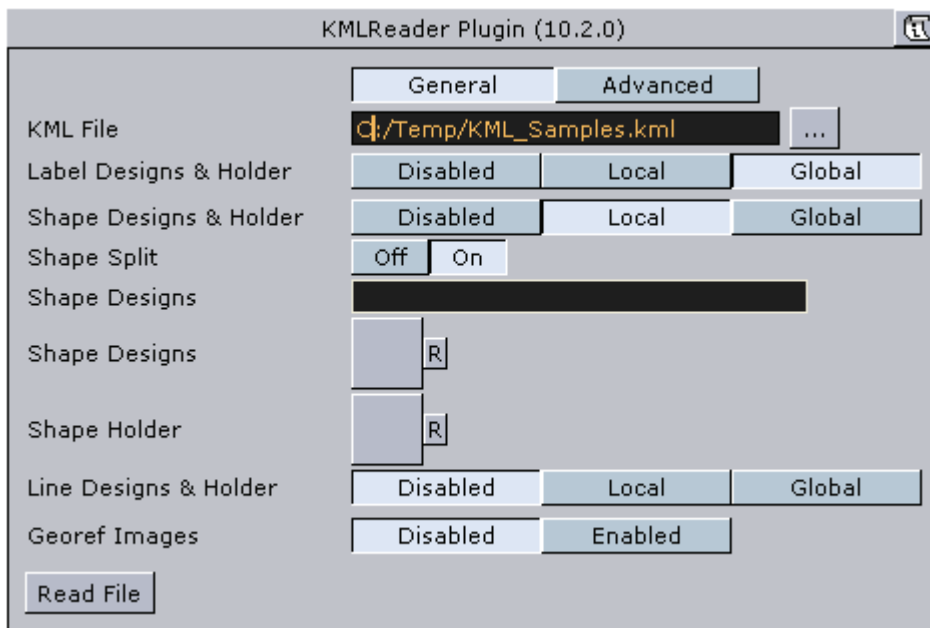 KMLReader Plugin (10.2.0)
General Advanced
KML File C:/Temp/KML_Samples.kml ...
Label Designs & Holder Disabled Local Global
Shape Designs & Holder Disabled Local Global
Shape Split Off On
Shape Designs
Shape Designs R
Shape Holder R
Line Designs & Holder Disabled Local Global
Georef Images Disabled Enabled
Read File